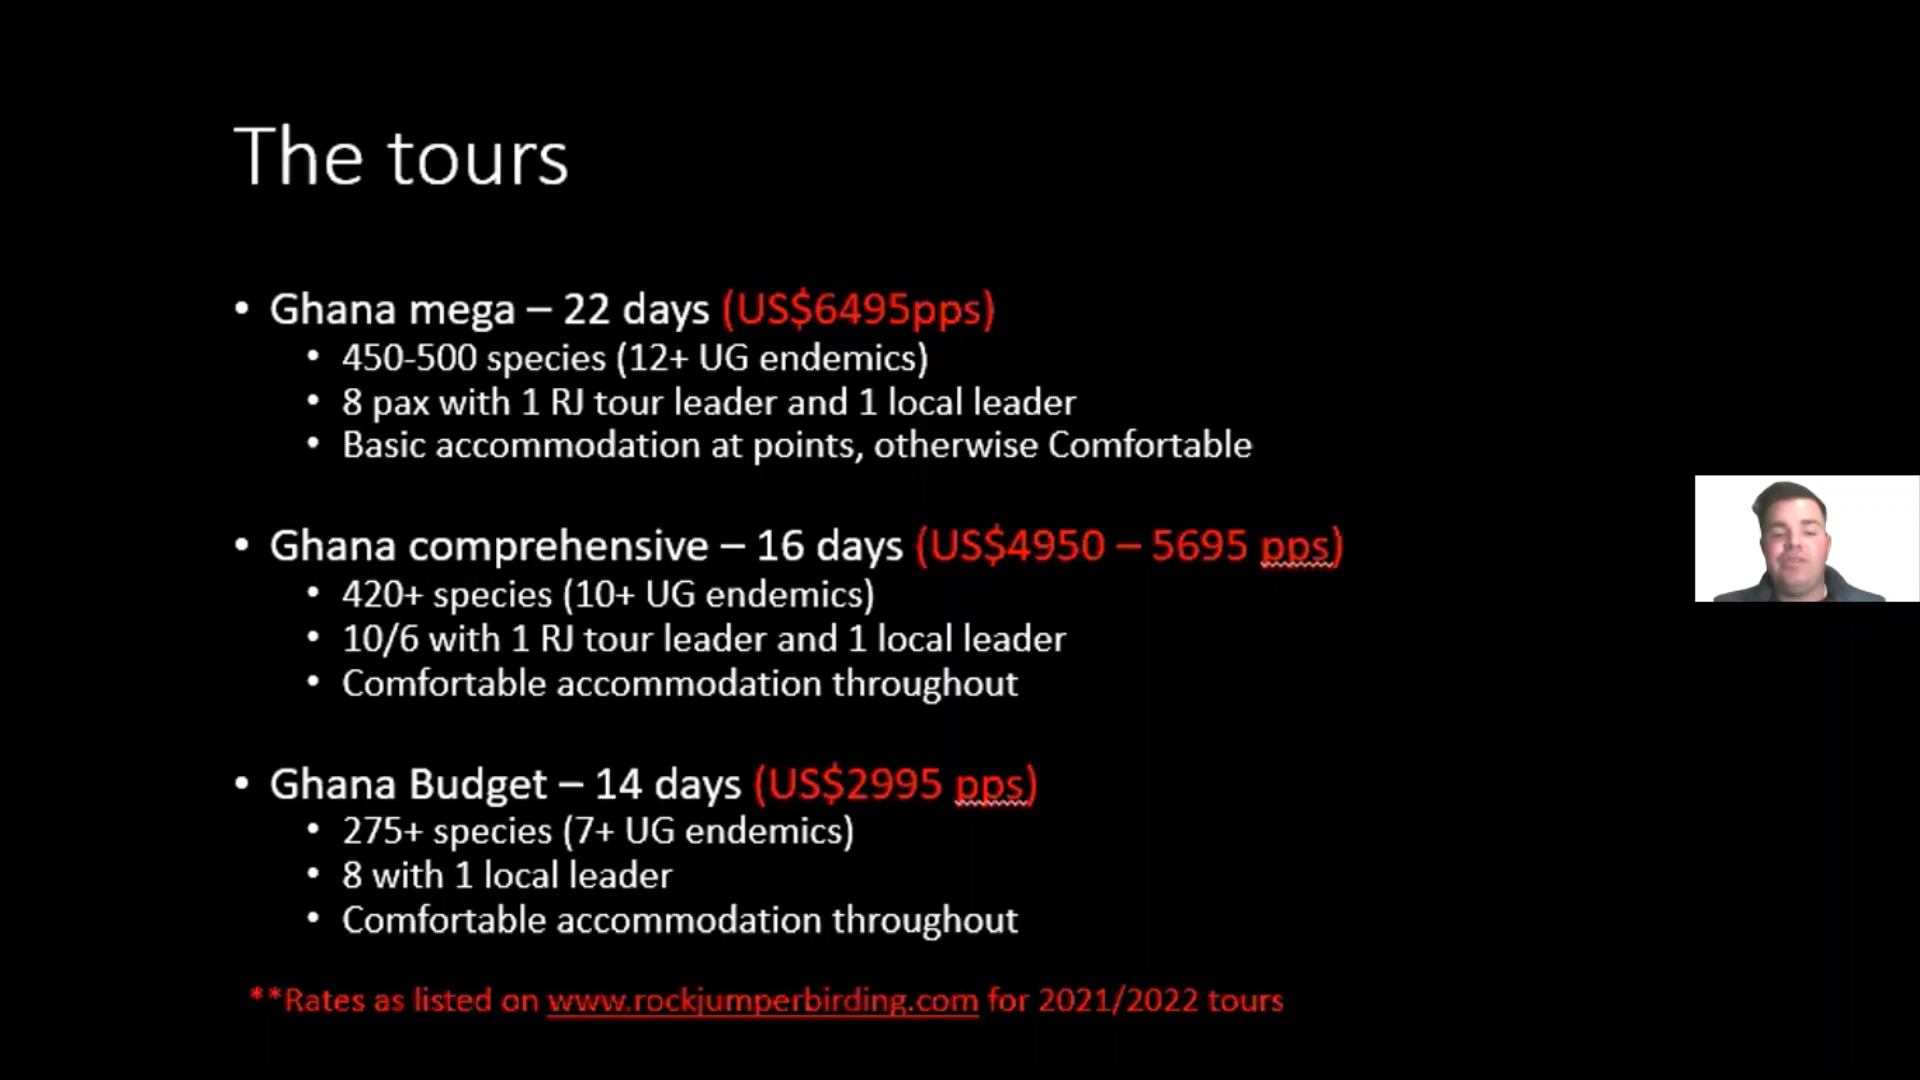 The tours
• Ghana mega – 22 days (US$6495pps)
• 450-500 species (12+ UG endemics)
• 8 pax with 1 RJ tour leader and 1 local leader
• Basic accommodation at points, otherwise Comfortable
• Ghana comprehensive – 16 days (US$4950 – 5695 pps)
• 420+ species (10+ UG endemics)
• 10/6 with 1 RJ tour leader and 1 local leader
• Comfortable accommodation throughout
• Ghana Budget – 14 days (US$2995 pps)
• 275+ species (7+ UG endemics)
• 8 with 1 local leader
• Comfortable accommodation throughout
**Rates as listed on www.rockjumperbirding.com for 2021/2022 tours